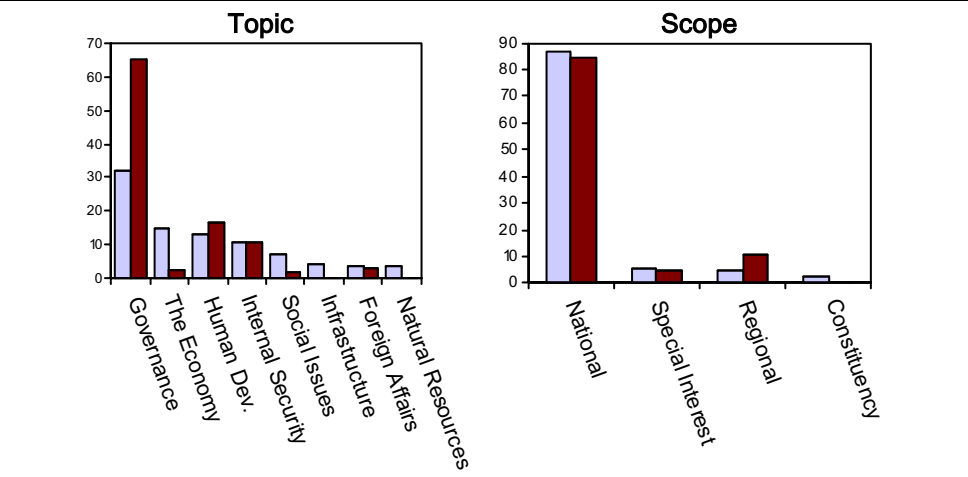 Topic
70
60
50
40
30
20
10
0
Governance
The Economy
Human Dev.
Internal Security
Social Issues
Infrastructure
Foreign Affairs
Natural Resources
Scope
90
80
70
60
50
40
30
20
10
0
National
Special Interest
Regional
Constituency